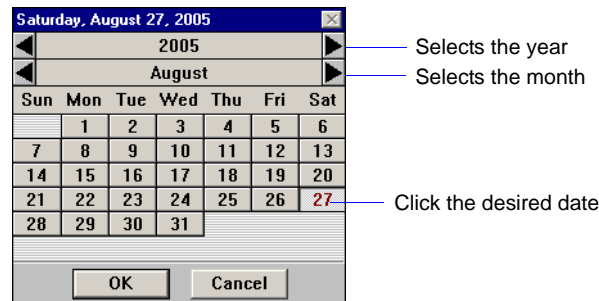 Saturday, August 27, 2005
2005
Selects the year
August
Selects the month
Sun Mon Tue Wed Thu Fri Sat
1 2 3 4 5 6
7 8 9 10 11 12 13
14 15 16 17 18 19 20
21 22 23 24 25 26 27
Click the desired date
28 29 30 31
OK Cancel